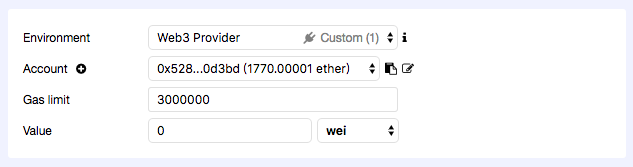 Environment Web3 Provider Custom (1) i
Account 0x528...0d3bd (1770.00001 ether)
Gas limit 3000000
Value 0 wei